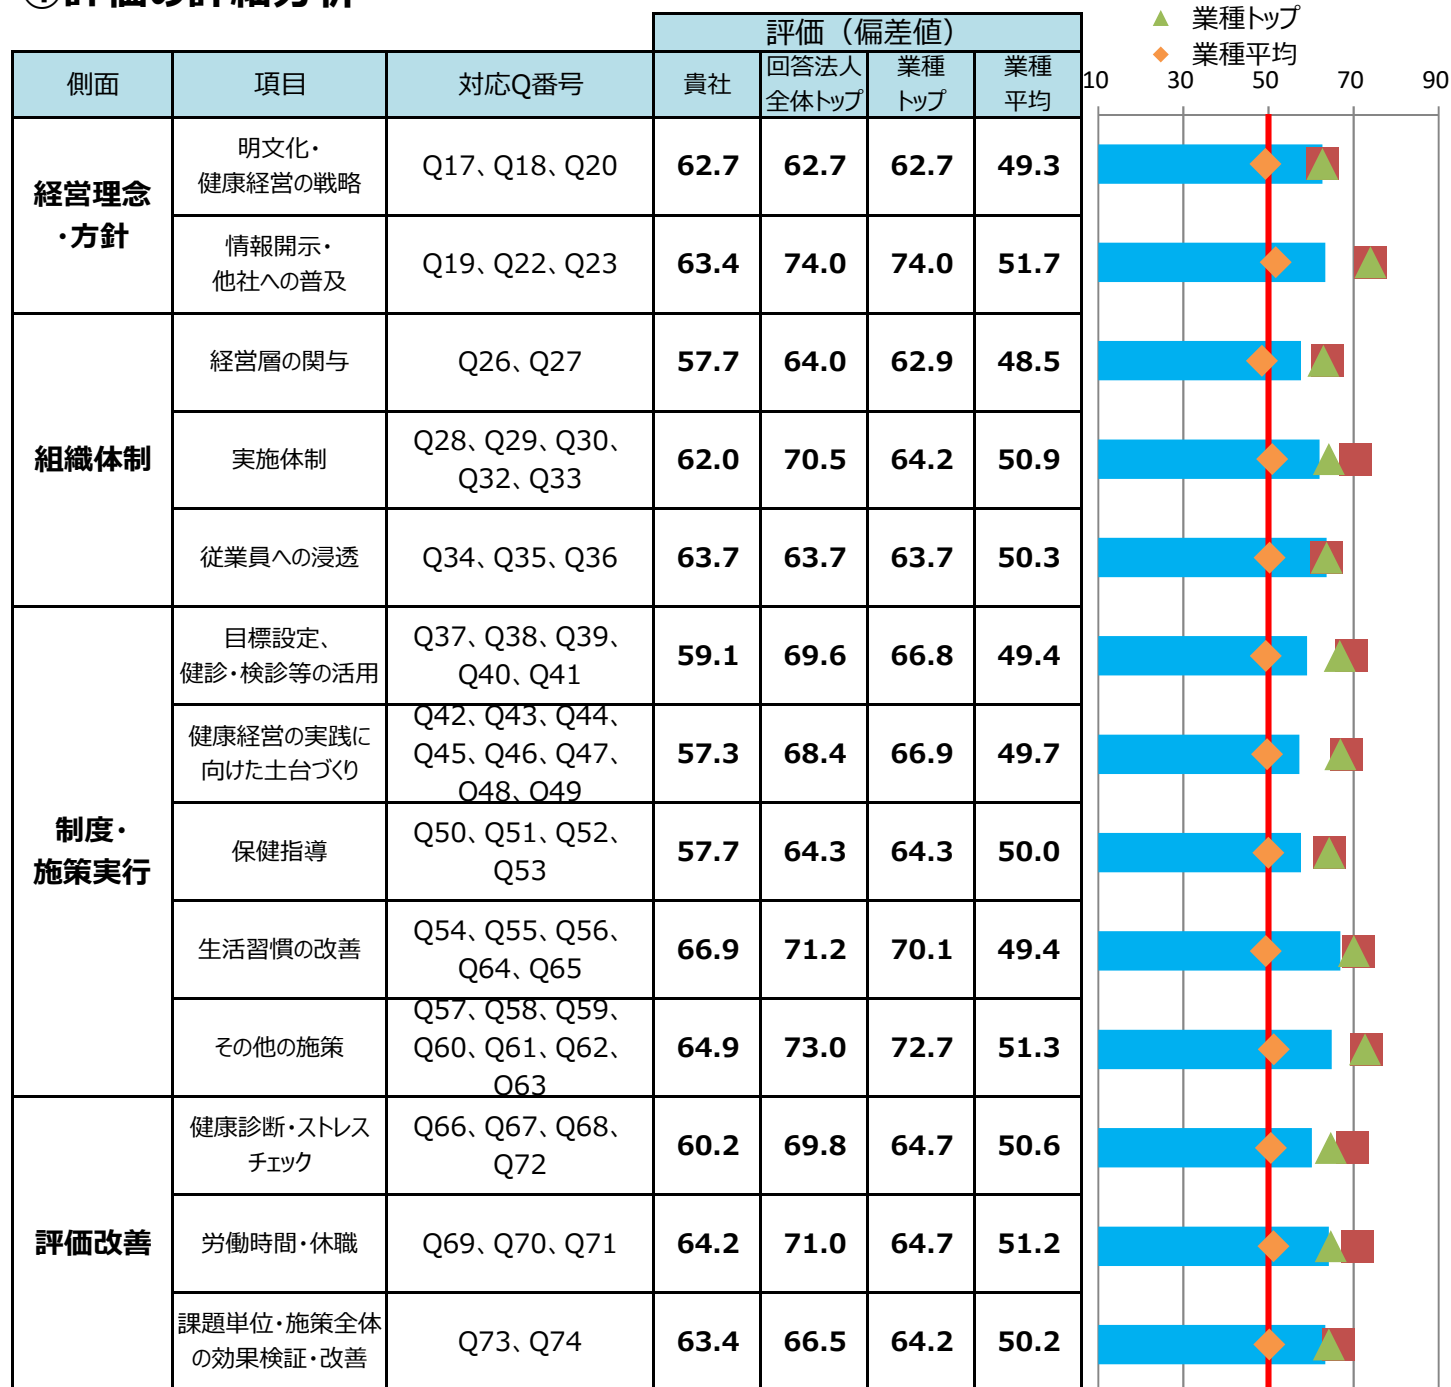 ①評価の詳細分析
▲ 業種トップ
◆ 業種平均
評価（偏差値）
側面 項目 対応Q番号 貴社 回答法人 業種 業種
全体トップ トップ 平均
10 30 50 70 90
経営理念
・方針
明文化・
健康経営の戦略
Q17、Q18、Q20 62.7 62.7 62.7 49.3
情報開示・
他社への普及
Q19、Q22、Q23 63.4 74.0 74.0 51.7
組織体制
経営層の関与 Q26、Q27 57.7 64.0 62.9 48.5
実施体制
Q28、Q29、Q30、
Q32、Q33
62.0 70.5 64.2 50.9
従業員への浸透 Q34、Q35、Q36 63.7 63.7 63.7 50.3
制度・
施策実行
目標設定、
健診・検診等の活用
Q37、Q38、Q39、
Q40、Q41
59.1 69.6 66.8 49.4
健康経営の実践に
向けた土台づくり
Q42、Q43、Q44、
Q45、Q46、Q47、
Q48、Q49
57.3 68.4 66.9 49.7
保健指導
Q50、Q51、Q52、
Q53
57.7 64.3 64.3 50.0
生活習慣の改善
Q54、Q55、Q56、
Q64、Q65
66.9 71.2 70.1 49.4
その他の施策
Q57、Q58、Q59、
Q60、Q61、Q62、
Q63
64.9 73.0 72.7 51.3
評価改善
健康診断・ストレス
チェック
Q66、Q67、Q68、
Q72
60.2 69.8 64.7 50.6
労働時間・休職 Q69、Q70、Q71 64.2 71.0 64.7 51.2
課題単位・施策全体
の効果検証・改善
Q73、Q74 63.4 66.5 64.2 50.2